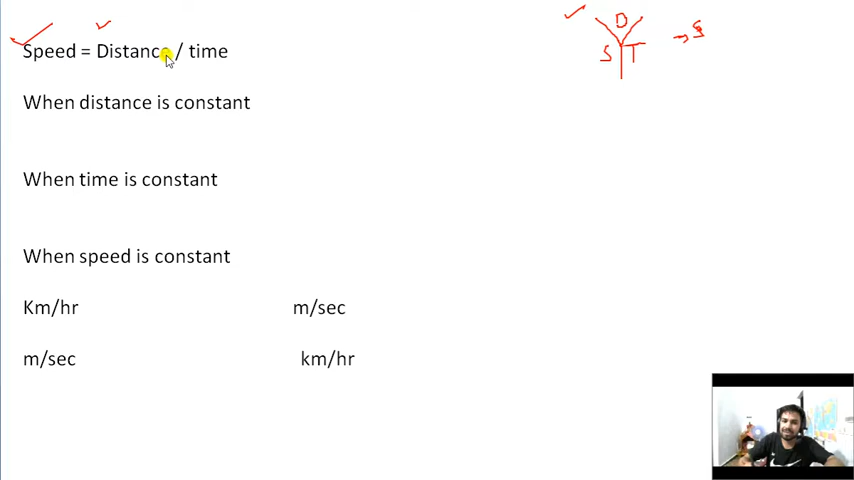 Speed = Distance / time
D
S T
→ S
When distance is constant
When time is constant
When speed is constant
Km/hr m/sec
m/sec km/hr